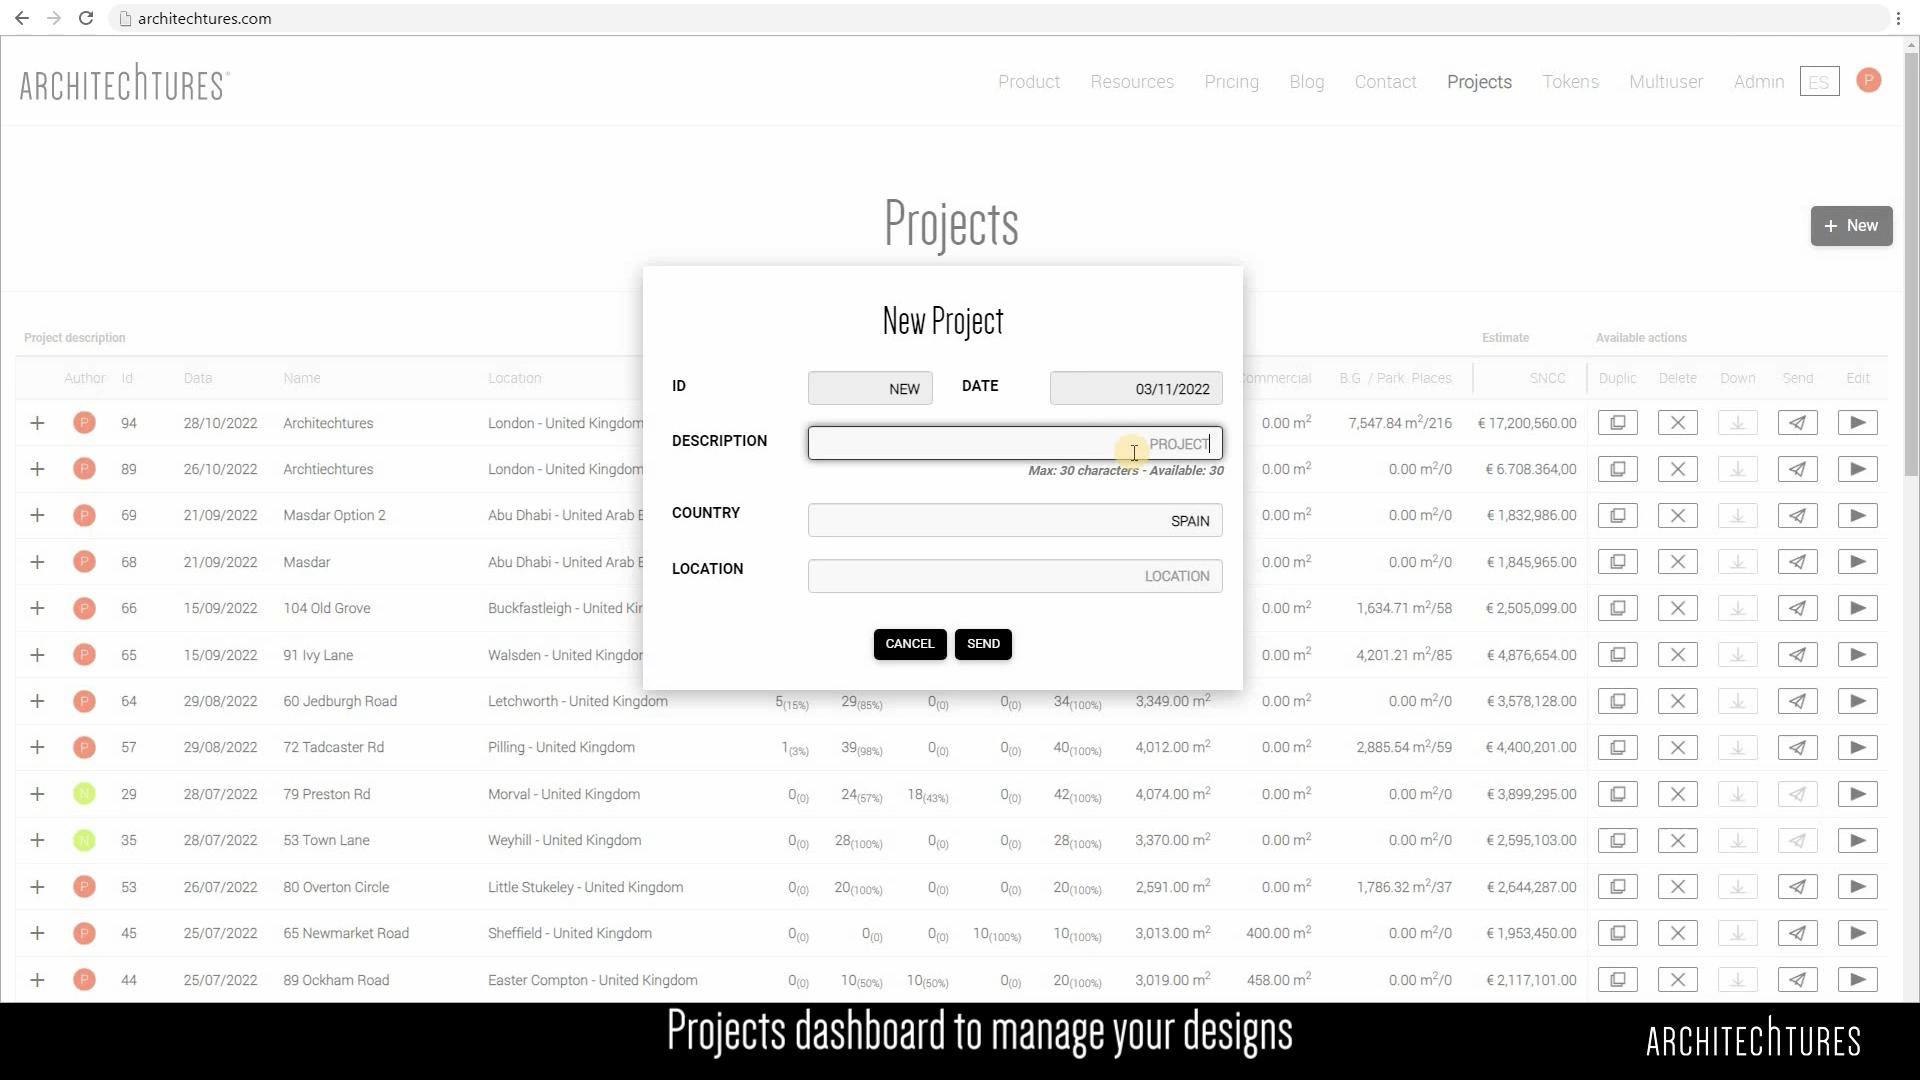 architechtures.com
ARCHITECHTURES®
Product Resources Pricing Blog Contact Projects Tokens Multiuser Admin ES P
Projects
+ New
New Project
ID NEW DATE 03/11/2022
DESCRIPTION PROJECT
Max: 30 characters - Available: 30
COUNTRY SPAIN
LOCATION LOCATION
CANCEL SEND
Project description Estimate Available actions
Author Id Data Name Location ommercial B.G / Park. Places SNCC Duplic Delete Down Send Edit
+ P 94 28/10/2022 Architechtures London - United Kingdom 0.00 m² 7,547.84 m²/216 € 17,200,560.00
+ P 89 26/10/2022 Archtiectures London - United Kingdom 0.00 m² 0.00 m²/0 € 6.708.364,00
+ P 69 21/09/2022 Masdar Option 2 Abu Dhabi - United Arab E 0.00 m² 0.00 m²/0 € 1,832,986.00
+ P 68 21/09/2022 Masdar Abu Dhabi - United Arab E 0.00 m² 0.00 m²/0 € 1,845,965.00
+ P 66 15/09/2022 104 Old Grove Buckfastleigh - United Kin 0.00 m² 1,634.71 m²/58 € 2,505,099.00
+ P 65 15/09/2022 91 Ivy Lane Walsden - United Kingdo 0.00 m² 4,201.21 m²/85 € 4,876,654.00
+ P 64 29/08/2022 60 Jedburgh Road Letchworth - United Kingdom 5(15%) 29(85%) 0(0) 0(0) 34(100%) 3,349.00 m² 0.00 m² 0.00 m²/0 € 3,578,128.00
+ P 57 29/08/2022 72 Tadcaster Rd Pilling - United Kingdom 1(3%) 39(98%) 0(0) 0(0) 40(100%) 4,012.00 m² 0.00 m² 2,885.54 m²/59 € 4,400,201.00
+ N 29 28/07/2022 79 Preston Rd Morval - United Kingdom 0(0) 24(57%) 18(43%) 0(0) 42(100%) 4,074.00 m² 0.00 m² 0.00 m²/0 € 3,899,295.00
+ N 35 28/07/2022 53 Town Lane Weyhill - United Kingdom 0(0) 28(100%) 0(0) 0(0) 28(100%) 3,370.00 m² 0.00 m² 0.00 m²/0 € 2,595,103.00
+ P 53 26/07/2022 80 Overton Circle Little Stukeley - United Kingdom 0(0) 20(100%) 0(0) 0(0) 20(100%) 2,591.00 m² 0.00 m² 1,786.32 m²/37 € 2,644,287.00
+ P 45 25/07/2022 65 Newmarket Road Sheffield - United Kingdom 0(0) 0(0) 0(0) 10(100%) 10(100%) 3,013.00 m² 400.00 m² 0.00 m²/0 € 1,953,450.00
+ P 44 25/07/2022 89 Ockham Road Easter Compton - United Kingdom 0(0) 10(50%) 10(50%) 0(0) 20(100%) 3,019.00 m² 458.00 m² 0.00 m²/0 € 2,117,101.00
Projects dashboard to manage your designs
ARCHITECHTURES